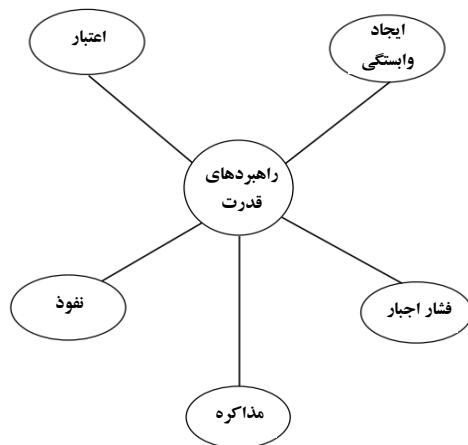 ایجاد
وابستگی
اعتبار
راهبردهای
قدرت
فشار اجبار
نفوذ
مذاکره